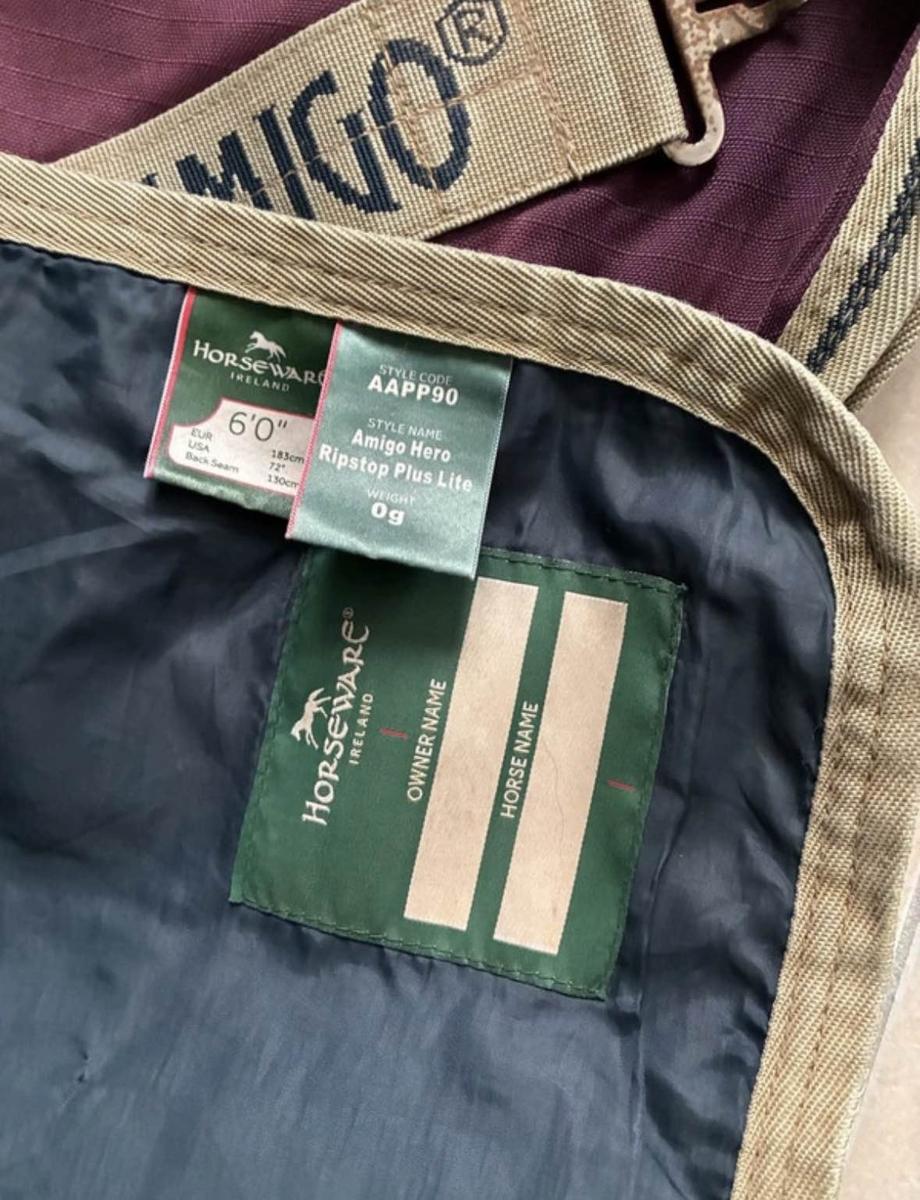 AMIGO®
HORSEWARE
IRELAND
6'0"
EUR 183cm
USA 72"
Back Seam 130cm
STYLE CODE
AAPP90
STYLE NAME
Amigo Hero
Ripstop Plus Lite
WEIGHT
0g
HORSEWARE®
IRELAND
OWNER NAME
HORSE NAME